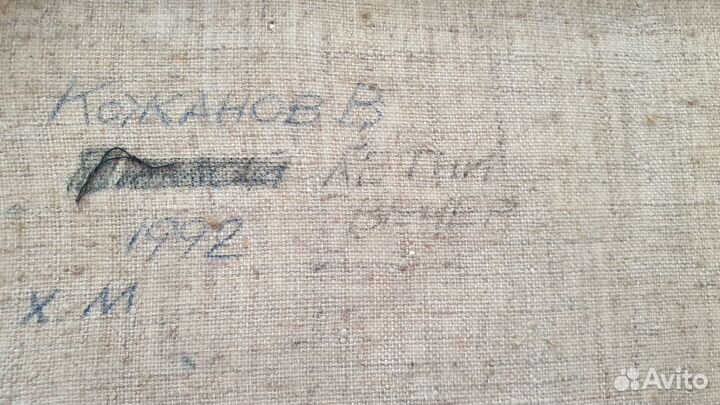 КОЖАНОВ В
ЛЕТНИЙ
ВЕЧЕР
1992
Х.М
Avito